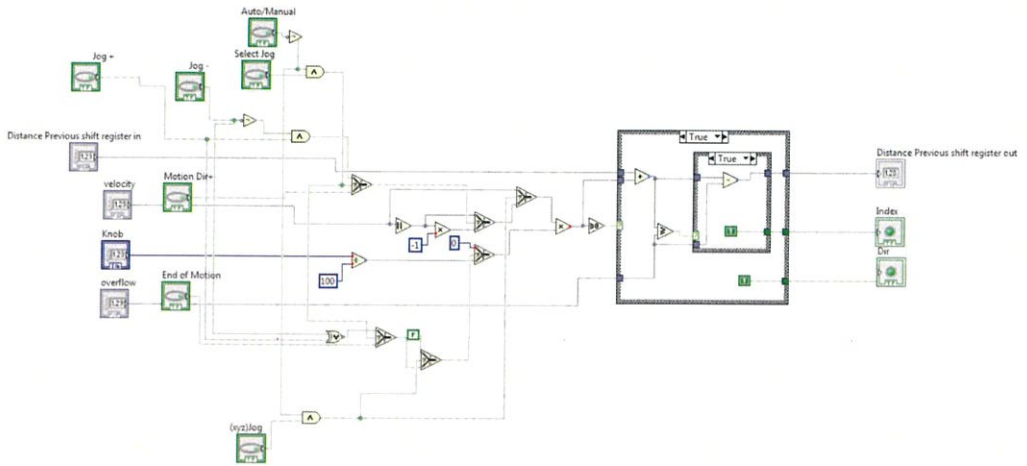 Auto/Manual
Select Jog
Jog +
Jog -
Distance Previous shift register in
velocity
Motion Dir+
Knob
overflow
End of Motion
(xyz)Jog
-1
0
100
F
True
True
Distance Previous shift register out
Index
Dir